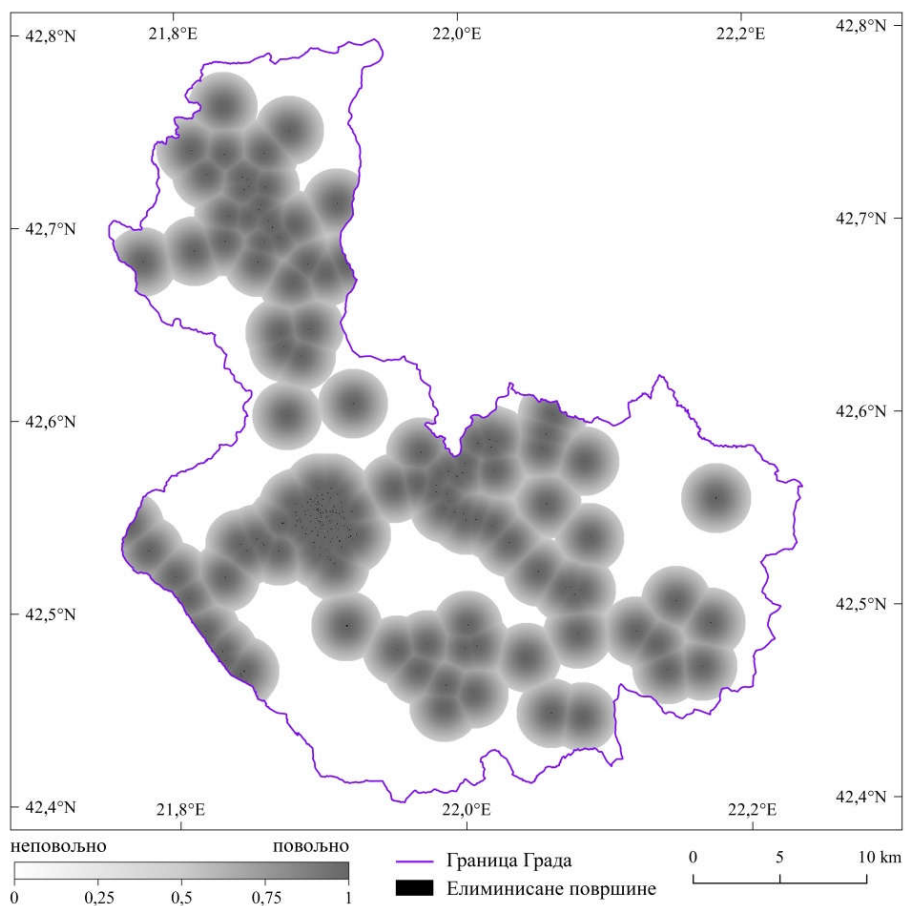 42,8°N 21,8°E 22,0°E 22,2°E 42,8°N
42,7°N 42,7°N
42,6°N 42,6°N
42,5°N 42,5°N
42,4°N 21,8°E 22,0°E 22,2°E 42,4°N
неповољно повољно
0 0,25 0,5 0,75 1
Граница Града
Елиминисане површине
0 5 10 km